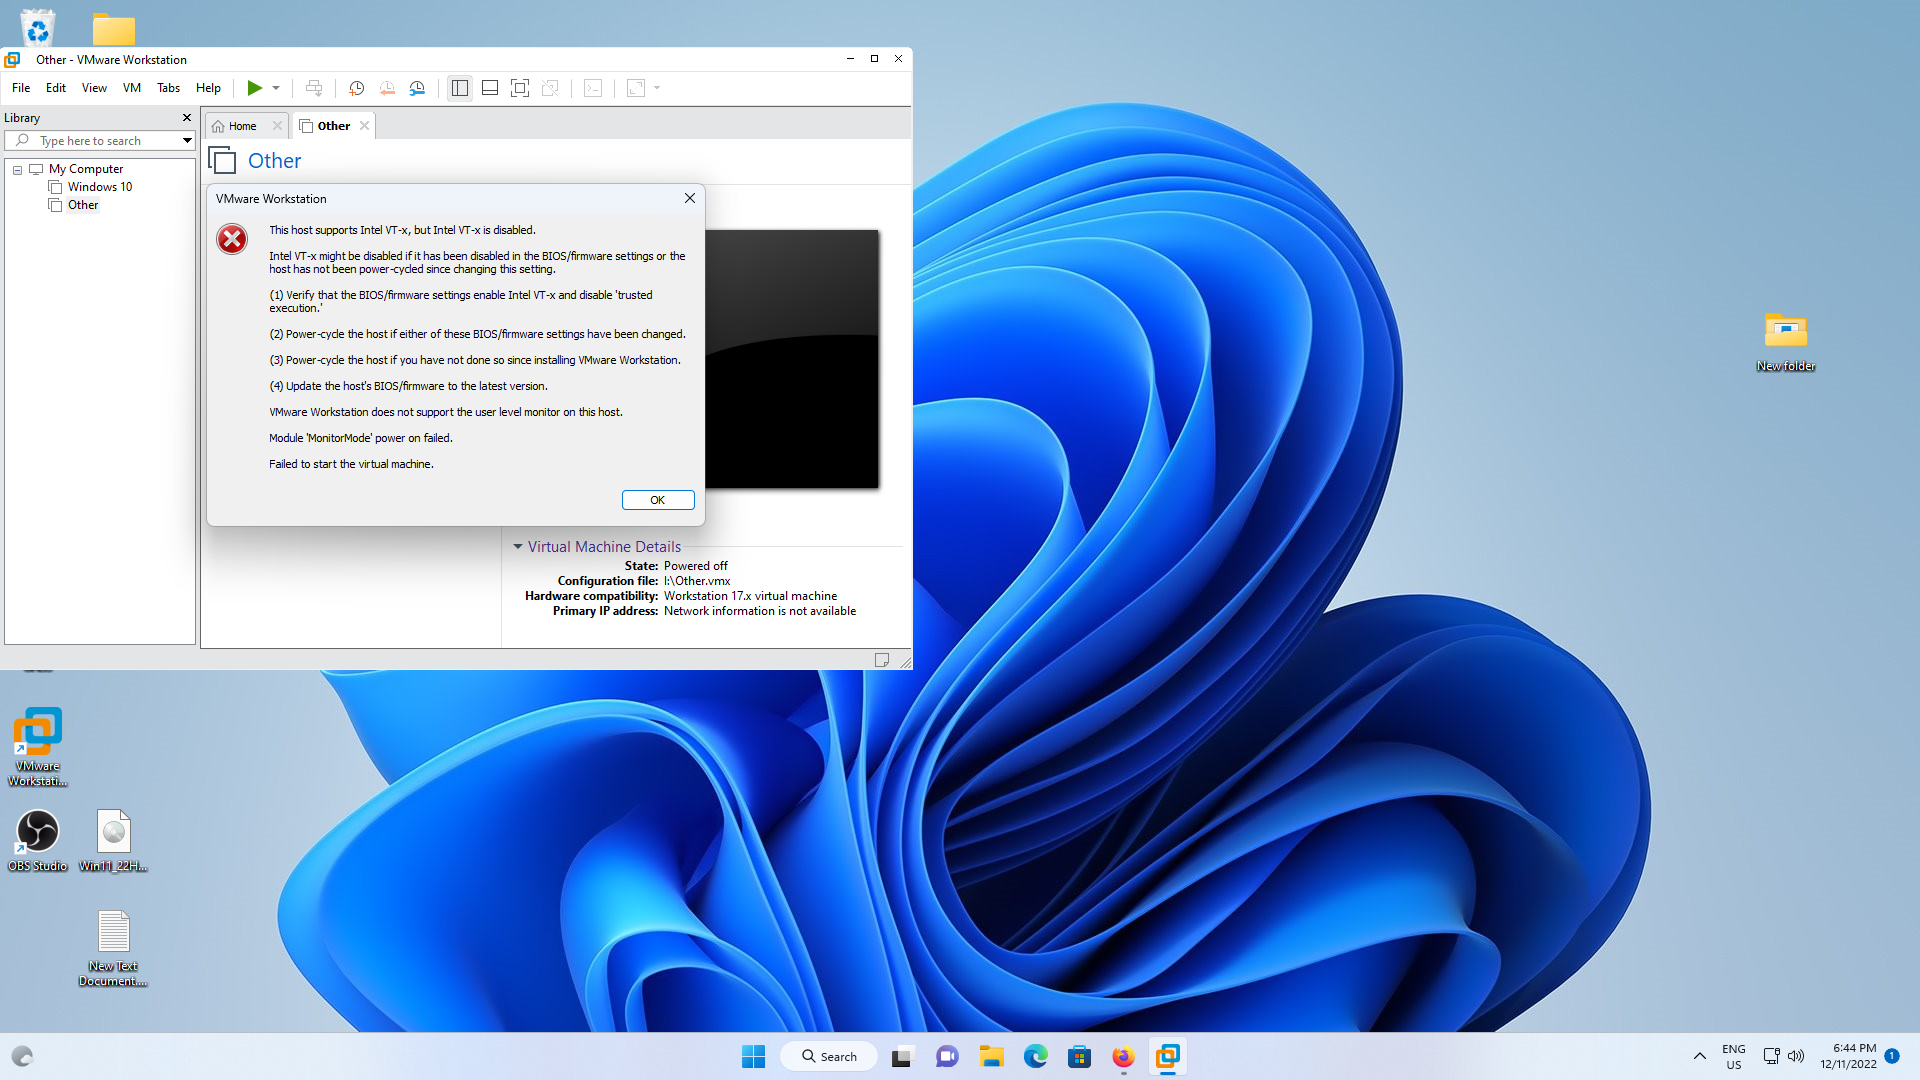 Other - VMware Workstation
File Edit View VM Tabs Help
Library
Type here to search
My Computer
Windows 10
Other
Home
Other
Other
VMware Workstation
This host supports Intel VT-x, but Intel VT-x is disabled.
Intel VT-x might be disabled if it has been disabled in the BIOS/firmware settings or the
host has not been power-cycled since changing this setting.
(1) Verify that the BIOS/firmware settings enable Intel VT-x and disable 'trusted
execution.'
(2) Power-cycle the host if either of these BIOS/firmware settings have been changed.
(3) Power-cycle the host if you have not done so since installing VMware Workstation.
(4) Update the host's BIOS/firmware to the latest version.
VMware Workstation does not support the user level monitor on this host.
Module 'MonitorMode' power on failed.
Failed to start the virtual machine.
OK
Virtual Machine Details
State: Powered off
Configuration file: I:\Other.vmx
Hardware compatibility: Workstation 17.x virtual machine
Primary IP address: Network information is not available
New folder
VMware
Workstati...
OBS Studio
Win11_22H...
New Text
Document....
Search
ENG
US
6:44 PM
12/11/2022
1